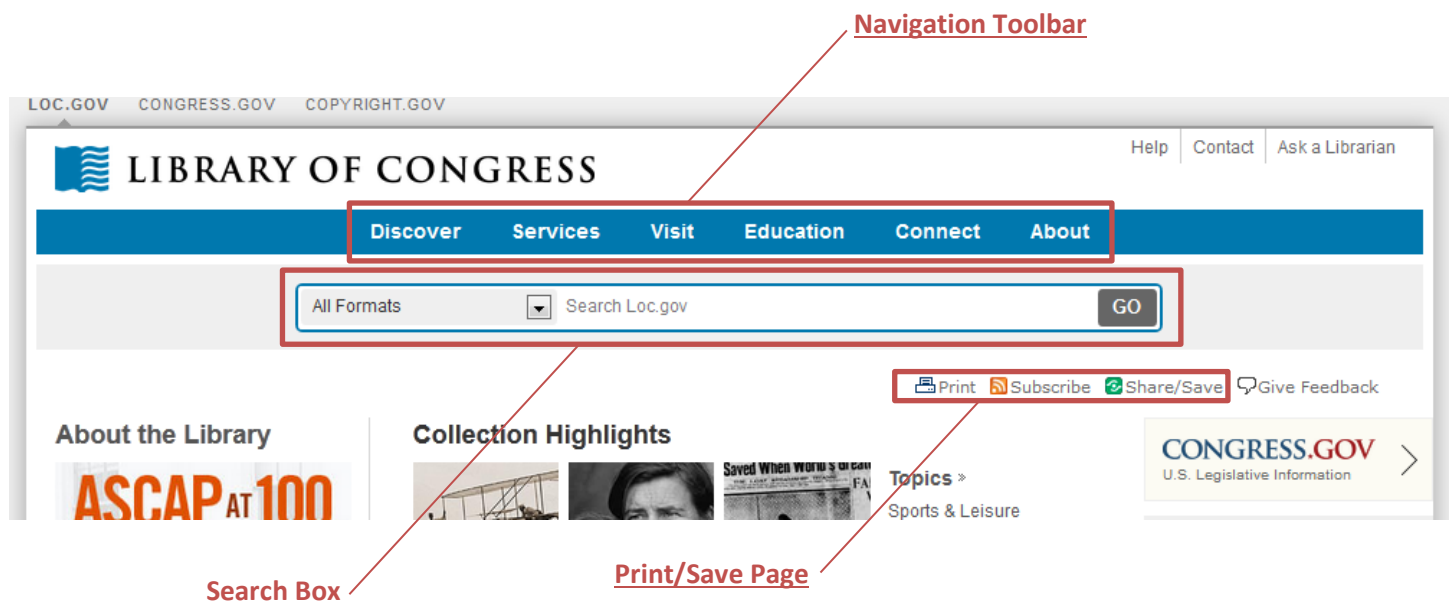 Navigation Toolbar
LOC.GOV CONGRESS.GOV COPYRIGHT.GOV
LIBRARY OF CONGRESS
Help Contact Ask a Librarian
Discover Services Visit Education Connect About
All Formats Search Loc.gov GO
Print Subscribe Share/Save Give Feedback
About the Library Collection Highlights
CONGRESS.GOV
U.S. Legislative Information
ASCAP AT 100
Saved When World's Great
Topics »
Sports & Leisure
Search Box
Print/Save Page